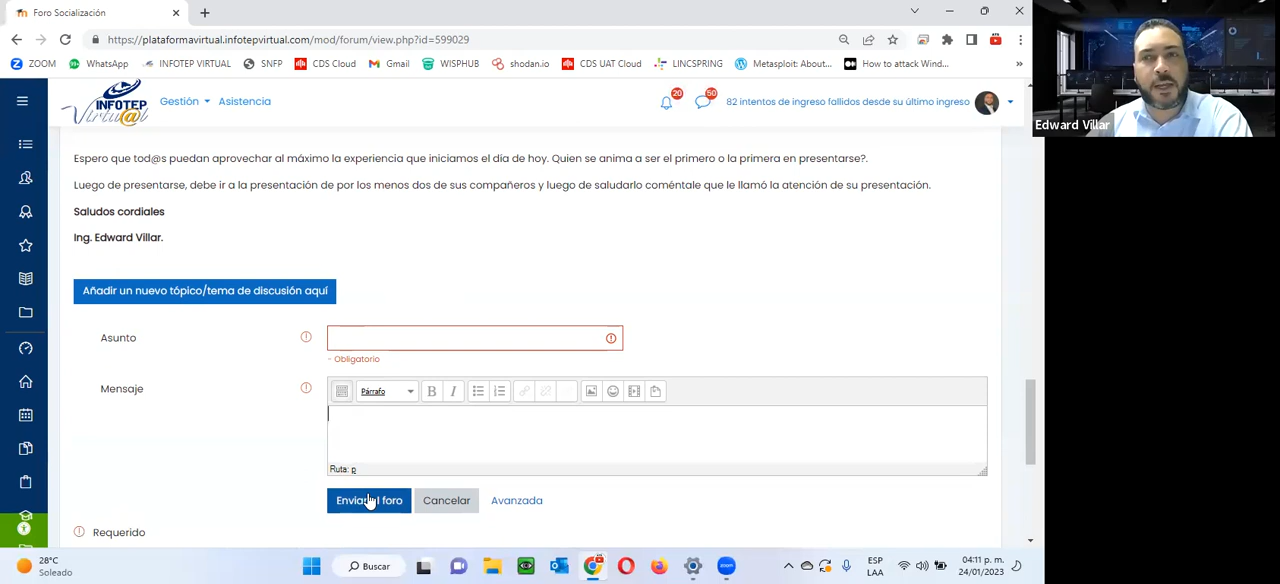 Foro Socialización
https://plataformavirtual.infotepvirtual.com/mod/forum/view.php?id=599029
ZOOM
WhatsApp
INFOTEP VIRTUAL
SNFP
CDS Cloud
Gmail
WISPHUB
shodan.io
CDS UAT Cloud
LINCSPRING
Metasploit: About...
How to attack Wind...
Edward Villar
INFOTEP
Virtu@l
Gestión
Asistencia
20
50
82 intentos de ingreso fallidos desde su último ingreso
Espero que tod@s puedan aprovechar al máximo la experiencia que iniciamos el día de hoy. Quien se anima a ser el primero o la primera en presentarse?.
Luego de presentarse, debe ir a la presentación de por los menos dos de sus compañeros y luego de saludarlo coméntale que le llamó la atención de su presentación.
Saludos cordiales
Ing. Edward Villar.
Añadir un nuevo tópico/tema de discusión aquí
Asunto
- Obligatorio
Mensaje
Párrafo
B
I
Ruta: p
foro
Cancelar
Avanzada
Requerido
28°C
Soleado
Buscar
zoom
ESP
LAA
04:11 p. m.
24/01/2023